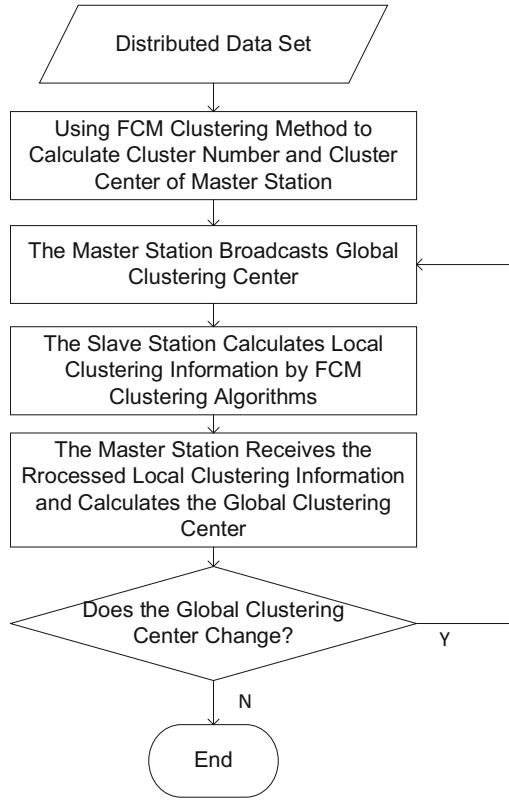 Distributed Data Set
Using FCM Clustering Method to
Calculate Cluster Number and Cluster
Center of Master Station
The Master Station Broadcasts Global
Clustering Center
The Slave Station Calculates Local
Clustering Information by FCM
Clustering Algorithms
The Master Station Receives the
Rrocessed Local Clustering Information
and Calculates the Global Clustering
Center
Does the Global Clustering
Center Change?
Y
N
End